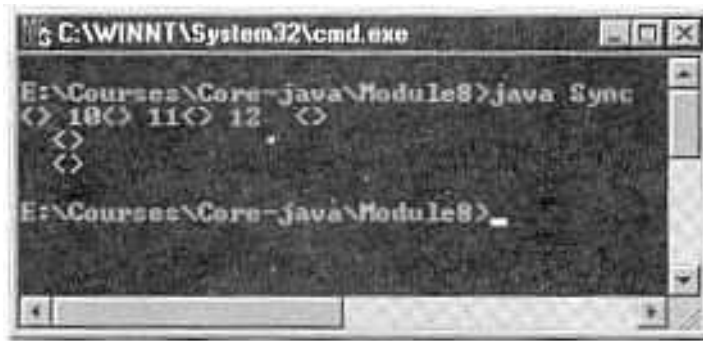 C:\WINNT\System32\cmd.exe
E:\Courses\Core-java\Module8>java Sync
<> 10<> 11<> 12 <>
<>
<>
E:\Courses\Core-java\Module8>